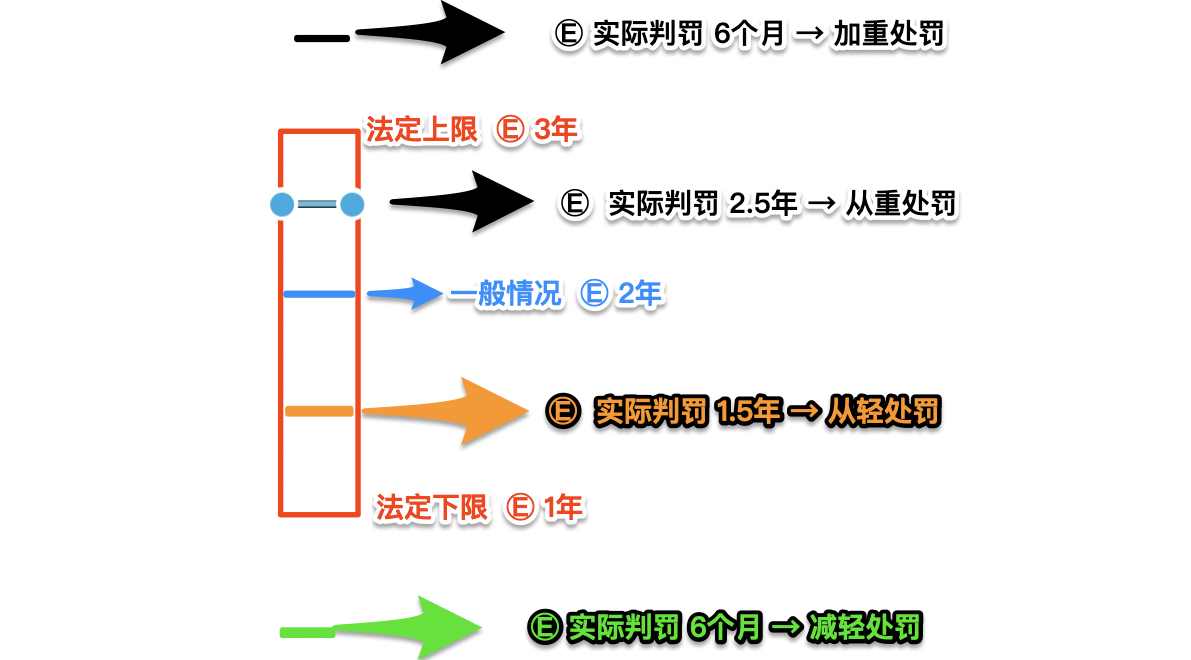 Ⓔ 实际判罚 6个月 → 加重处罚
法定上限 Ⓔ 3年
Ⓔ 实际判罚 2.5年 → 从重处罚
一般情况 Ⓔ 2年
Ⓔ 实际判罚 1.5年 → 从轻处罚
法定下限 Ⓔ 1年
Ⓔ 实际判罚 6个月 → 减轻处罚